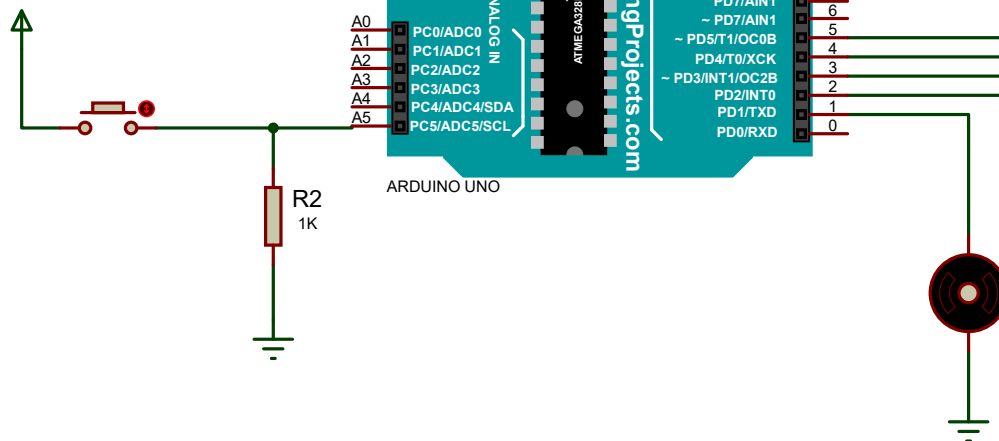 A0
A1
A2
A3
A4
A5
PC0/ADC0
PC1/ADC1
PC2/ADC2
PC3/ADC3
PC4/ADC4/SDA
PC5/ADC5/SCL
ANALOG IN
ATMEGA328
ngProjects.com
PD7/AIN1
~ PD7/AIN1
~ PD5/T1/OC0B
PD4/T0/XCK
~ PD3/INT1/OC2B
PD2/INT0
PD1/TXD
PD0/RXD
6
5
4
3
2
1
0
ARDUINO UNO
R2
1K